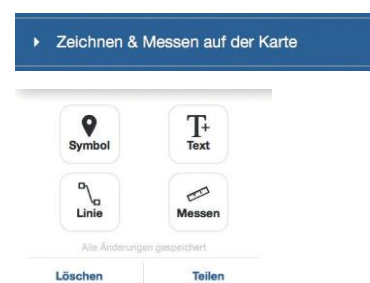 Zeichnen & Messen auf der Karte
Symbol
T+
Text
Linie
Messen
Alle Änderungen gespeichert
Löschen
Teilen